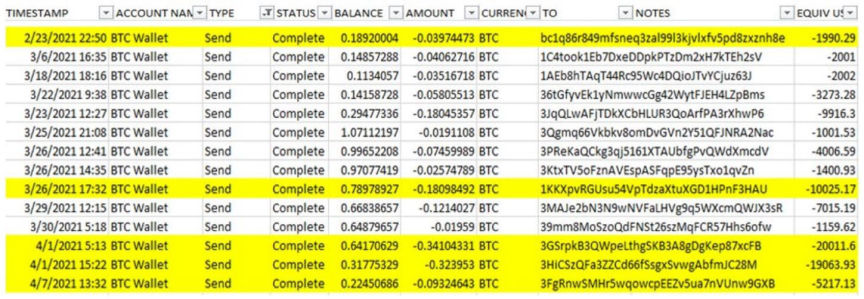 TIMESTAMP ACCOUNT NAN TYPE STATUS BALANCE AMOUNT CURREN TO NOTES EQUIV US
2/23/2021 22:50 BTC Wallet Send Complete 0.18920004 -0.03974473 BTC bc1q86r849mfsneq3zal99l3kjvlxfv5pd8zxznh8e -1990.29
3/6/2021 16:35 BTC Wallet Send Complete 0.14857288 -0.04062716 BTC 1C4took1Eb7DxeDDpkPTzDm2xH7kTEh2sV -2001
3/18/2021 18:16 BTC Wallet Send Complete 0.1134057 -0.03516718 BTC 1AEb8hTAqT44Rc95Wc4DQioJTvYCjuz63J -2002
3/22/2021 9:38 BTC Wallet Send Complete 0.14158728 -0.05805513 BTC 36tGfyvEk1yNmwwcGg42WytFJEH4LZpBms -3273.28
3/23/2021 12:27 BTC Wallet Send Complete 0.29477336 -0.18045357 BTC 3JqQLwAFjTDkXCbHLUR3QoArfPA3rXhwP6 -9916.3
3/25/2021 21:08 BTC Wallet Send Complete 1.07112197 -0.0191108 BTC 3Qgmq66Vkbkv8omDvGVn2Y51QFJNRA2Nac -1001.53
3/26/2021 12:41 BTC Wallet Send Complete 0.99652208 -0.07459989 BTC 3PReKaQCkg3qj5161XTAUbfgPvQWdXmcdV -4006.59
3/26/2021 14:35 BTC Wallet Send Complete 0.97077419 -0.02574789 BTC 3KtxTV5oFznAVEspASFqpE95ysTxo1qvZn -1400.93
3/26/2021 17:32 BTC Wallet Send Complete 0.78978927 -0.18098492 BTC 1KKXpvRGUsu54VpTdzaXtuXGD1HPnF3HAU -10025.17
3/29/2021 12:15 BTC Wallet Send Complete 0.66838657 -0.1214027 BTC 3MAJe2bN3N9wNVFaLHVg9q5WXcmQWJX3sR -7015.19
3/30/2021 5:18 BTC Wallet Send Complete 0.64879657 -0.01959 BTC 39mm8MoSzoQdFNSt26szMqFCR57Hhs6ofw -1159.62
4/1/2021 5:13 BTC Wallet Send Complete 0.64170629 -0.34104331 BTC 3GSrpkB3QWpeLthgSKB3A8gDgKep87xcFB -20011.6
4/1/2021 15:22 BTC Wallet Send Complete 0.31775329 -0.323953 BTC 3HiCSzQFa3ZZCd66fSsgxSvwgAbfmJC28M -19063.93
4/7/2021 13:32 BTC Wallet Send Complete 0.22450686 -0.09324643 BTC 3FgRnwSMHr5wqowcpEEZv5ua7nVUnw9GXB -5217.13